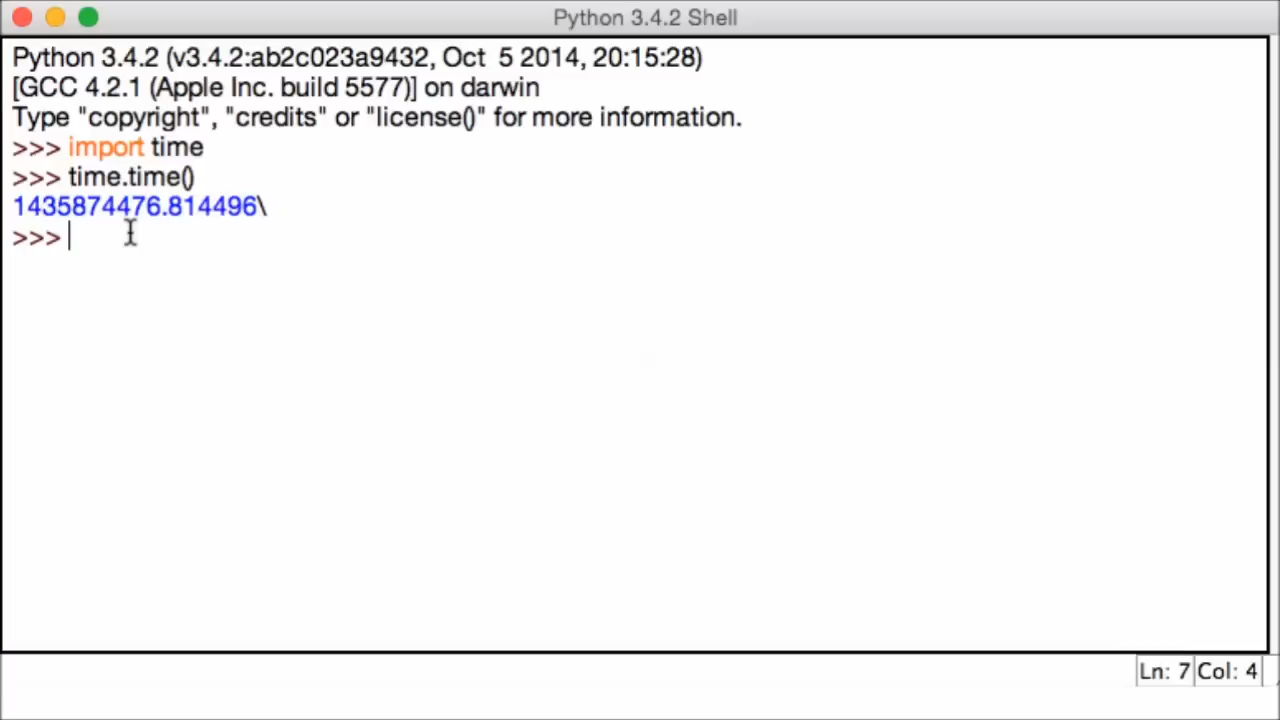 Python 3.4.2 Shell
Python 3.4.2 (v3.4.2:ab2c023a9432, Oct  5 2014, 20:15:28)
[GCC 4.2.1 (Apple Inc. build 5577)] on darwin
Type "copyright", "credits" or "license()" for more information.
>>> import time
>>> time.time()
1435874476.814496\
>>>
Ln: 7 Col: 4